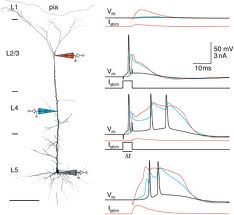 L1
pia
L2/3
L4
L5
Vm
Istim
50 mV
3 nA
10ms
Vm
Istim
Vm
Istim
Δt
Vm
Istim